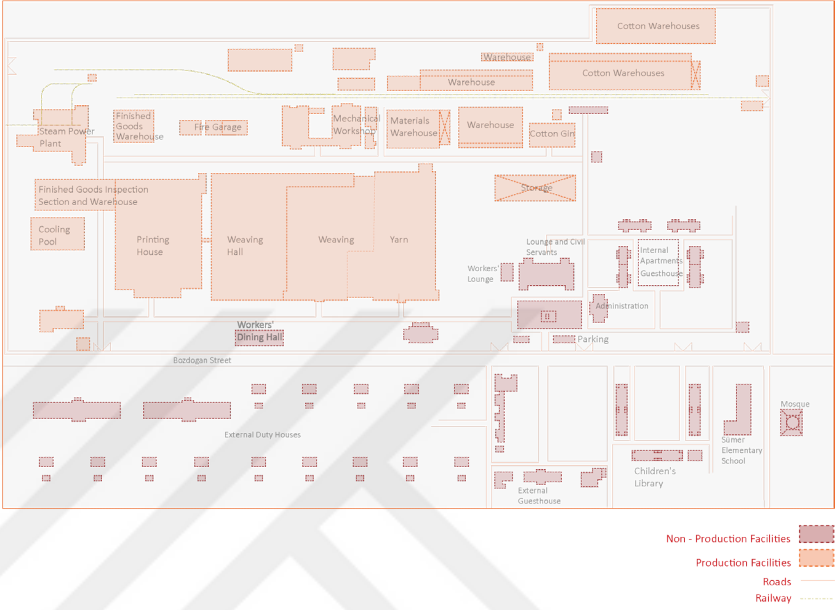 Cotton Warehouses
Warehouse
Cotton Warehouses
Warehouse
Finished
Goods
Warehouse
Fire Garage
Mechanical
Workshop
Materials
Warehouse
Warehouse
Cotton Gin
Steam Power
Plant
Finished Goods Inspection
Section and Warehouse
Storage
Cooling
Pool
Printing
House
Weaving
Hall
Weaving
Yarn
Lounge and Civil
Servants
Workers'
Lounge
Internal
Apartments
Guesthouse
Administration
Workers'
Dining Hall
Parking
Bozdogan Street
External Duty Houses
Mosque
Sümer
Elementary
School
Children's
Library
External
Guesthouse
Non - Production Facilities
Production Facilities
Roads
Railway